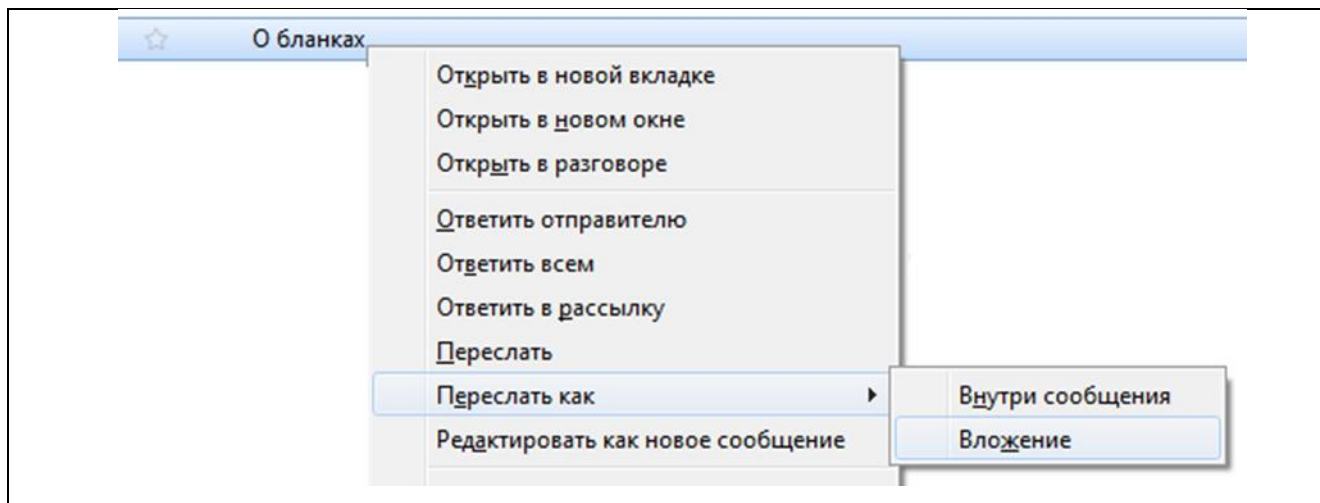 О бланках
Открыть в новой вкладке
Открыть в новом окне
Открыть в разговоре
Ответить отправителю
Ответить всем
Ответить в рассылку
Переслать
Переслать как
Внутри сообщения
Редактировать как новое сообщение
Вложение